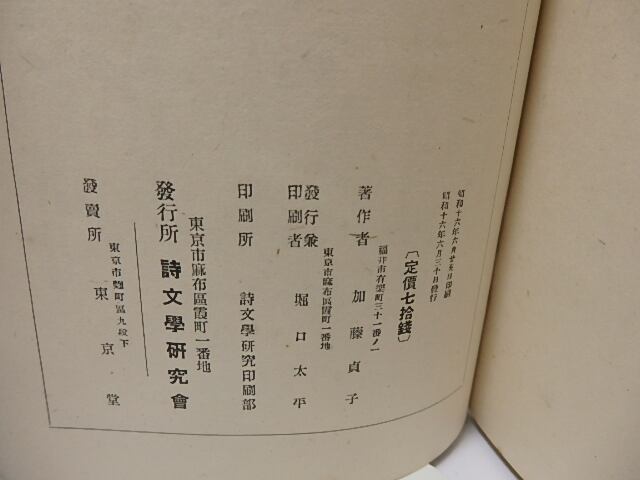 昭和十六年六月廿五日印刷
昭和十六年六月三十日發行
〔定價七拾錢〕
福井市有樂町三十一番ノ一
著作者 加藤貞子
東京市麻布區霞町一番地
發行兼印刷者 堀口太平
印刷所 詩文學研究印刷部
東京市麻布區霞町一番地
發行所 詩文學研究會
東京市麴町區九段下
發賣所 東京堂